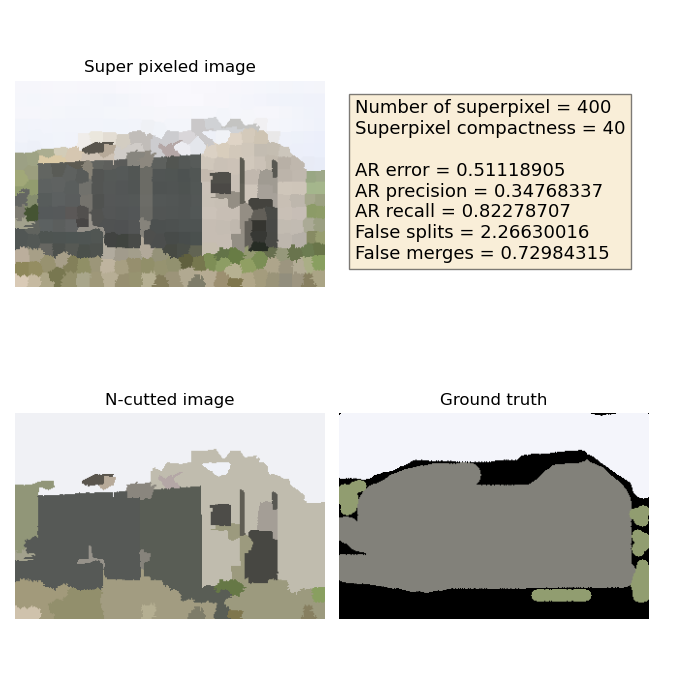 Super pixeled image
Number of superpixel = 400
Superpixel compactness = 40
AR error = 0.51118905
AR precision = 0.34768337
AR recall = 0.82278707
False splits = 2.26630016
False merges = 0.72984315
N-cutted image
Ground truth